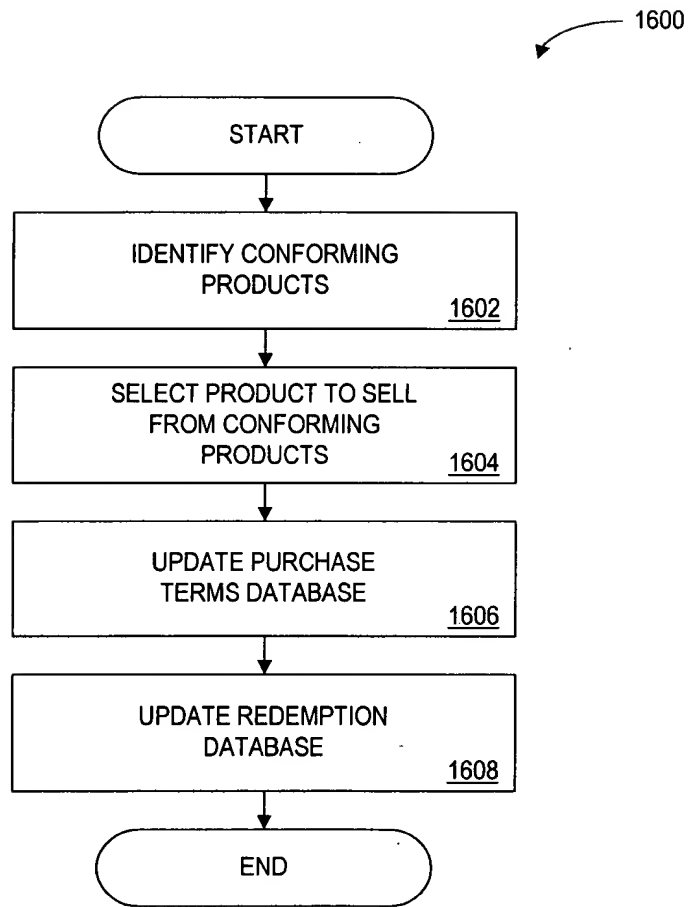 1600
START
IDENTIFY CONFORMING
PRODUCTS
1602
SELECT PRODUCT TO SELL
FROM CONFORMING
PRODUCTS
1604
UPDATE PURCHASE
TERMS DATABASE
1606
UPDATE REDEMPTION
DATABASE
1608
END